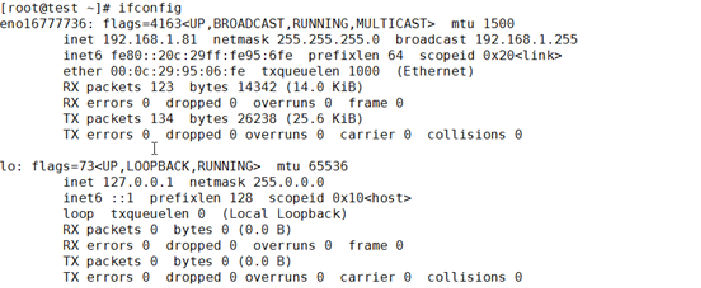 [root@test ~]# ifconfig
eno16777736: flags=4163<UP,BROADCAST,RUNNING,MULTICAST>  mtu 1500
        inet 192.168.1.81  netmask 255.255.255.0  broadcast 192.168.1.255
        inet6 fe80::20c:29ff:fe95:6fe  prefixlen 64  scopeid 0x20<link>
        ether 00:0c:29:95:06:fe  txqueuelen 1000  (Ethernet)
        RX packets 123  bytes 14342 (14.0 KiB)
        RX errors 0  dropped 0  overruns 0  frame 0
        TX packets 134  bytes 26238 (25.6 KiB)
        TX errors 0  dropped 0 overruns 0  carrier 0  collisions 0
lo: flags=73<UP,LOOPBACK,RUNNING>  mtu 65536
        inet 127.0.0.1  netmask 255.0.0.0
        inet6 ::1  prefixlen 128  scopeid 0x10<host>
        loop  txqueuelen 0  (Local Loopback)
        RX packets 0  bytes 0 (0.0 B)
        RX errors 0  dropped 0  overruns 0  frame 0
        TX packets 0  bytes 0 (0.0 B)
        TX errors 0  dropped 0 overruns 0  carrier 0  collisions 0